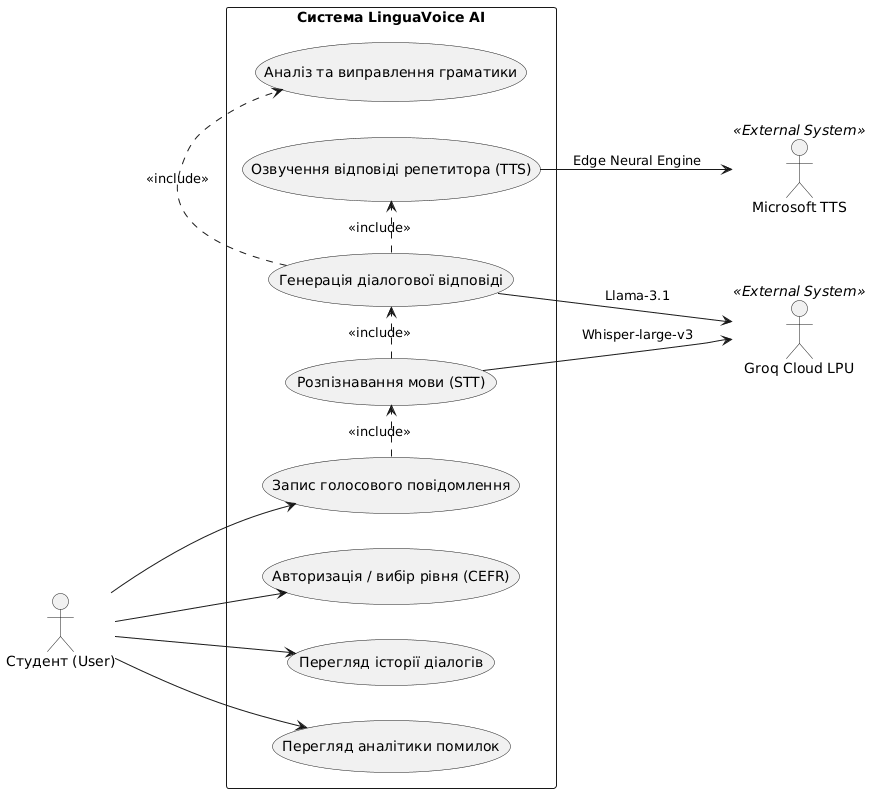 Система LinguaVoice AI
Аналіз та виправлення граматики
«External System»
Озвучення відповіді репетитора (TTS)
Edge Neural Engine
«include»
Microsoft TTS
«include»
Генерація діалогової відповіді
«External System»
Llama-3.1
«include»
Whisper-large-v3
Groq Cloud LPU
Розпізнавання мови (STT)
«include»
Запис голосового повідомлення
Авторизація / вибір рівня (CEFR)
Студент (User)
Перегляд історії діалогів
Перегляд аналітики помилок